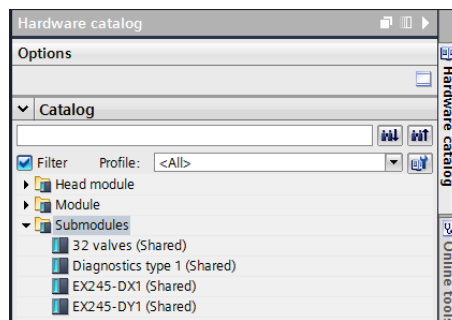 Hardware catalog
Options
Catalog
Filter Profile: <All>
Head module
Module
Submodules
32 valves (Shared)
Diagnostics type 1 (Shared)
EX245-DX1 (Shared)
EX245-DY1 (Shared)
Hardware catalog
Online tools